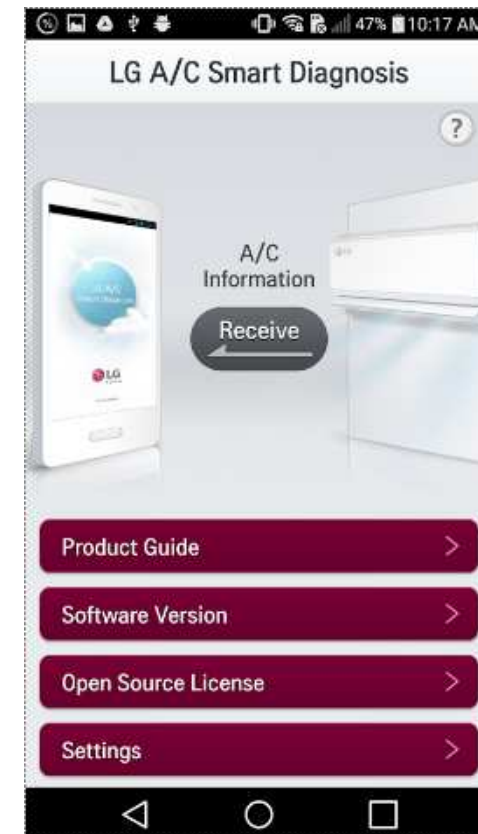 47% 10:17 AM
LG A/C Smart Diagnosis
?
A/C
Information
Receive
LG
Product Guide
Software Version
Open Source License
Settings